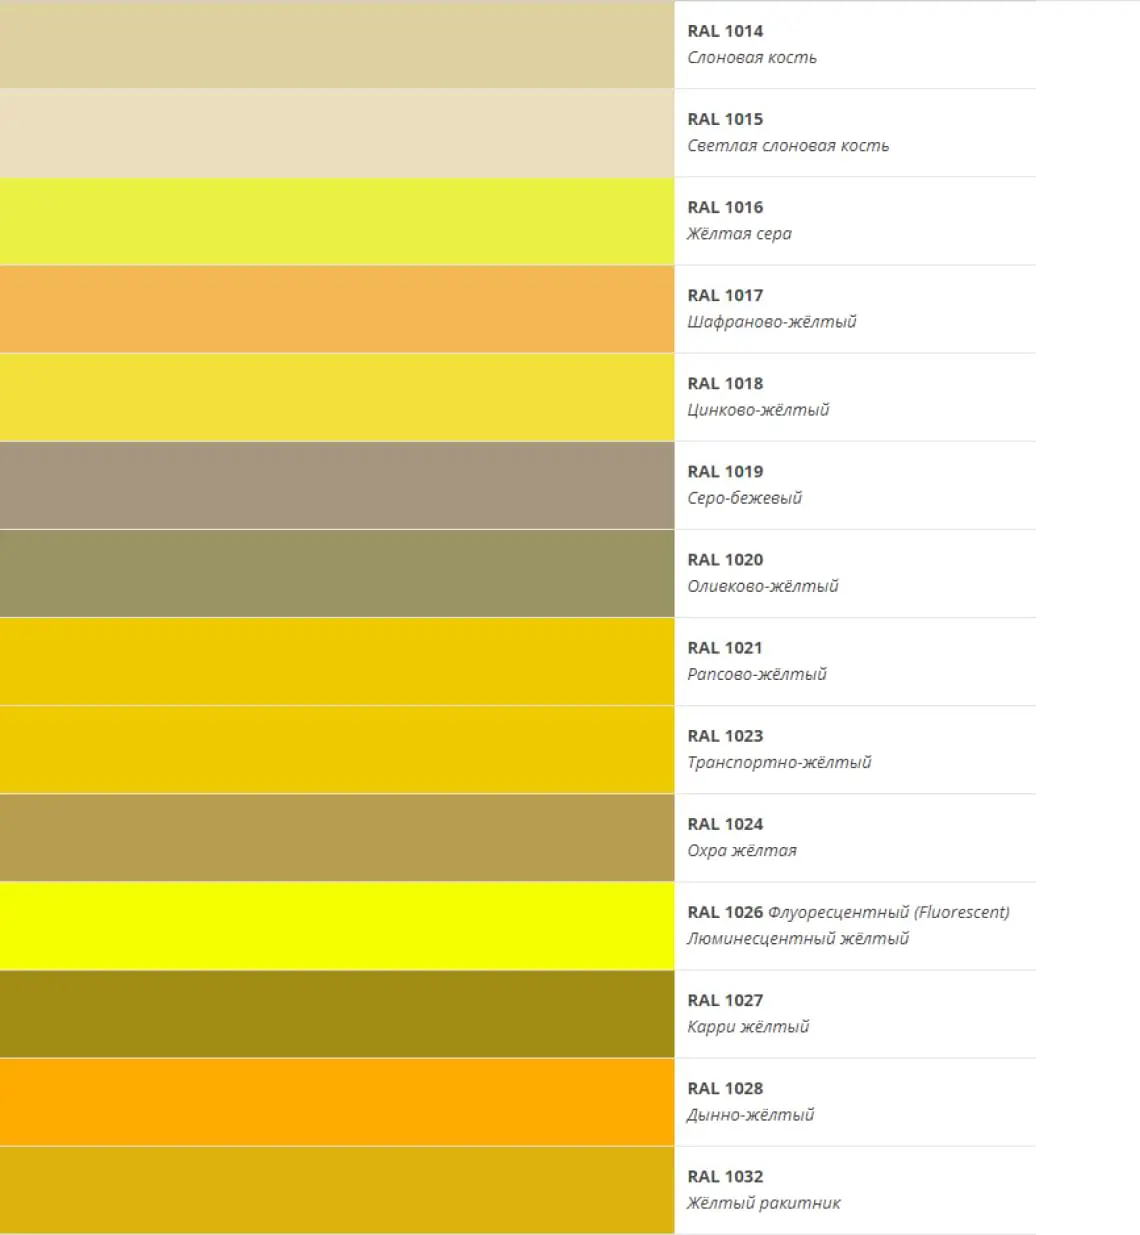 RAL 1014
Слоновая кость
RAL 1015
Светлая слоновая кость
RAL 1016
Жёлтая сера
RAL 1017
Шафраново-жёлтый
RAL 1018
Цинково-жёлтый
RAL 1019
Серо-бежевый
RAL 1020
Оливково-жёлтый
RAL 1021
Рапсово-жёлтый
RAL 1023
Транспортно-жёлтый
RAL 1024
Охра жёлтая
RAL 1026 Флуоресцентный (Fluorescent)
Люминесцентный жёлтый
RAL 1027
Карри жёлтый
RAL 1028
Дынно-жёлтый
RAL 1032
Жёлтый ракитник